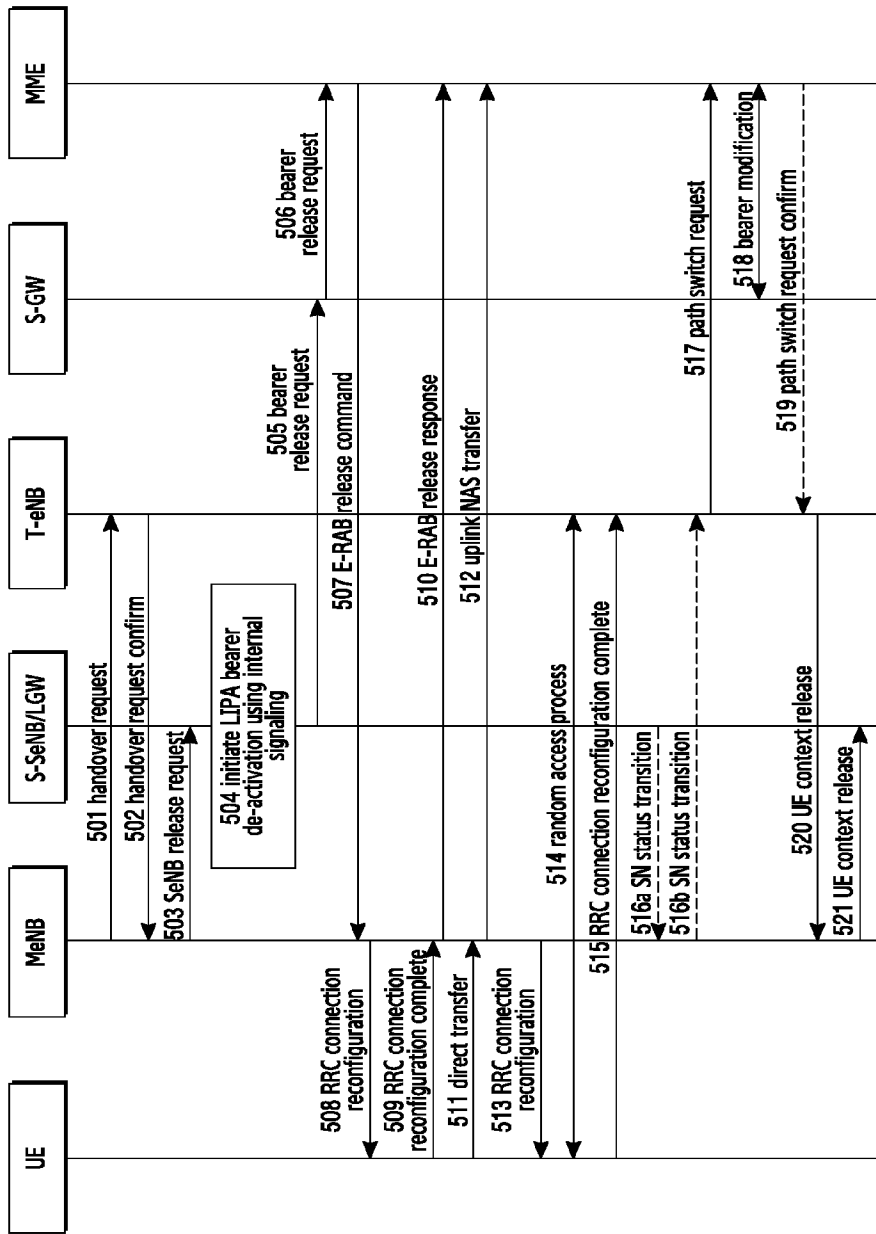 UE
MeNB
S-SeNB/LGW
T-eNB
S-GW
MME
501 handover request
502 handover request confirm
503 SeNB release request
504 initiate LIPA bearer
de-activation using internal
signaling
505 bearer
release request
506 bearer
release request
507 E-RAB release command
508 RRC connection
reconfiguration
509 RRC connection
reconfiguration complete
510 E-RAB release response
511 direct transfer
512 uplink NAS transfer
513 RRC connection
reconfiguration
514 random access process
515 RRC connection reconfiguration complete
516a SN status transition
516b SN status transition
517 path switch request
518 bearer modification
519 path switch request confirm
520 UE context release
521 UE context release